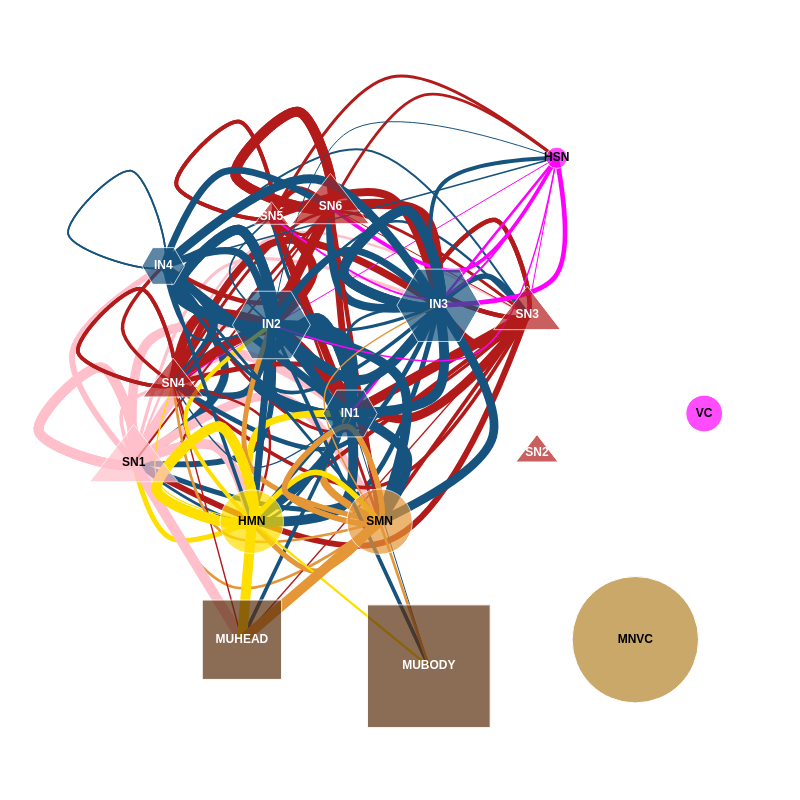 HSN
SN5
SN6
IN4
IN3
SN3
IN2
SN4
IN1
VC
SN2
SN1
HMN
SMN
MUHEAD
MNVC
MUBODY